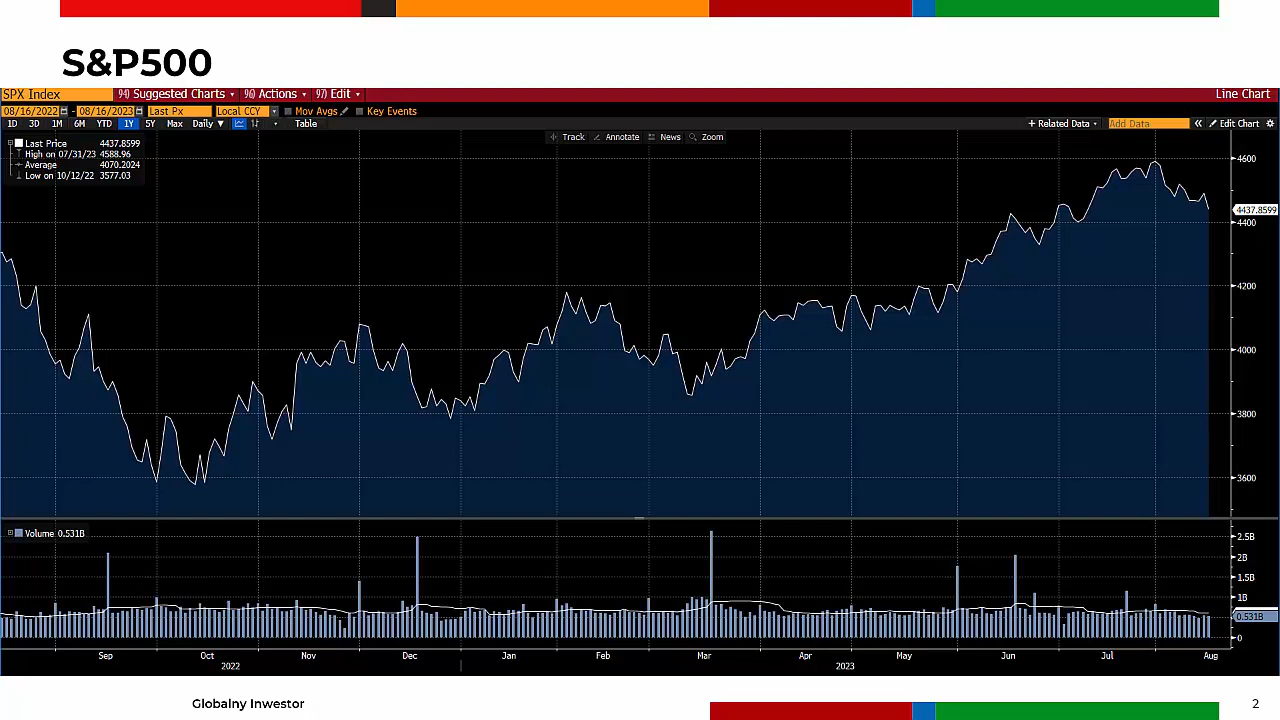 S&P500
SPX Index 94) Suggested Charts 96) Actions 97) Edit Line Chart
08/16/2022 - 08/16/2023 Last Px Local CCY Mov Avgs Key Events
1D 3D 1M 6M YTD 1Y 5Y Max Daily ▼ Table + Related Data Add Data « Edit Chart
Track Annotate News Zoom
Last Price 4437.8599
High on 07/31/23 4588.96
Average 4070.2024
Low on 10/12/22 3577.03
4600
4437.8599
4400
4200
4000
3800
3600
Volume 0.531B
2.5B
2B
1.5B
1B
0.531B
0
Sep Oct Nov Dec Jan Feb Mar Apr May Jun Jul Aug
2022 2023
Globalny Inwestor 2